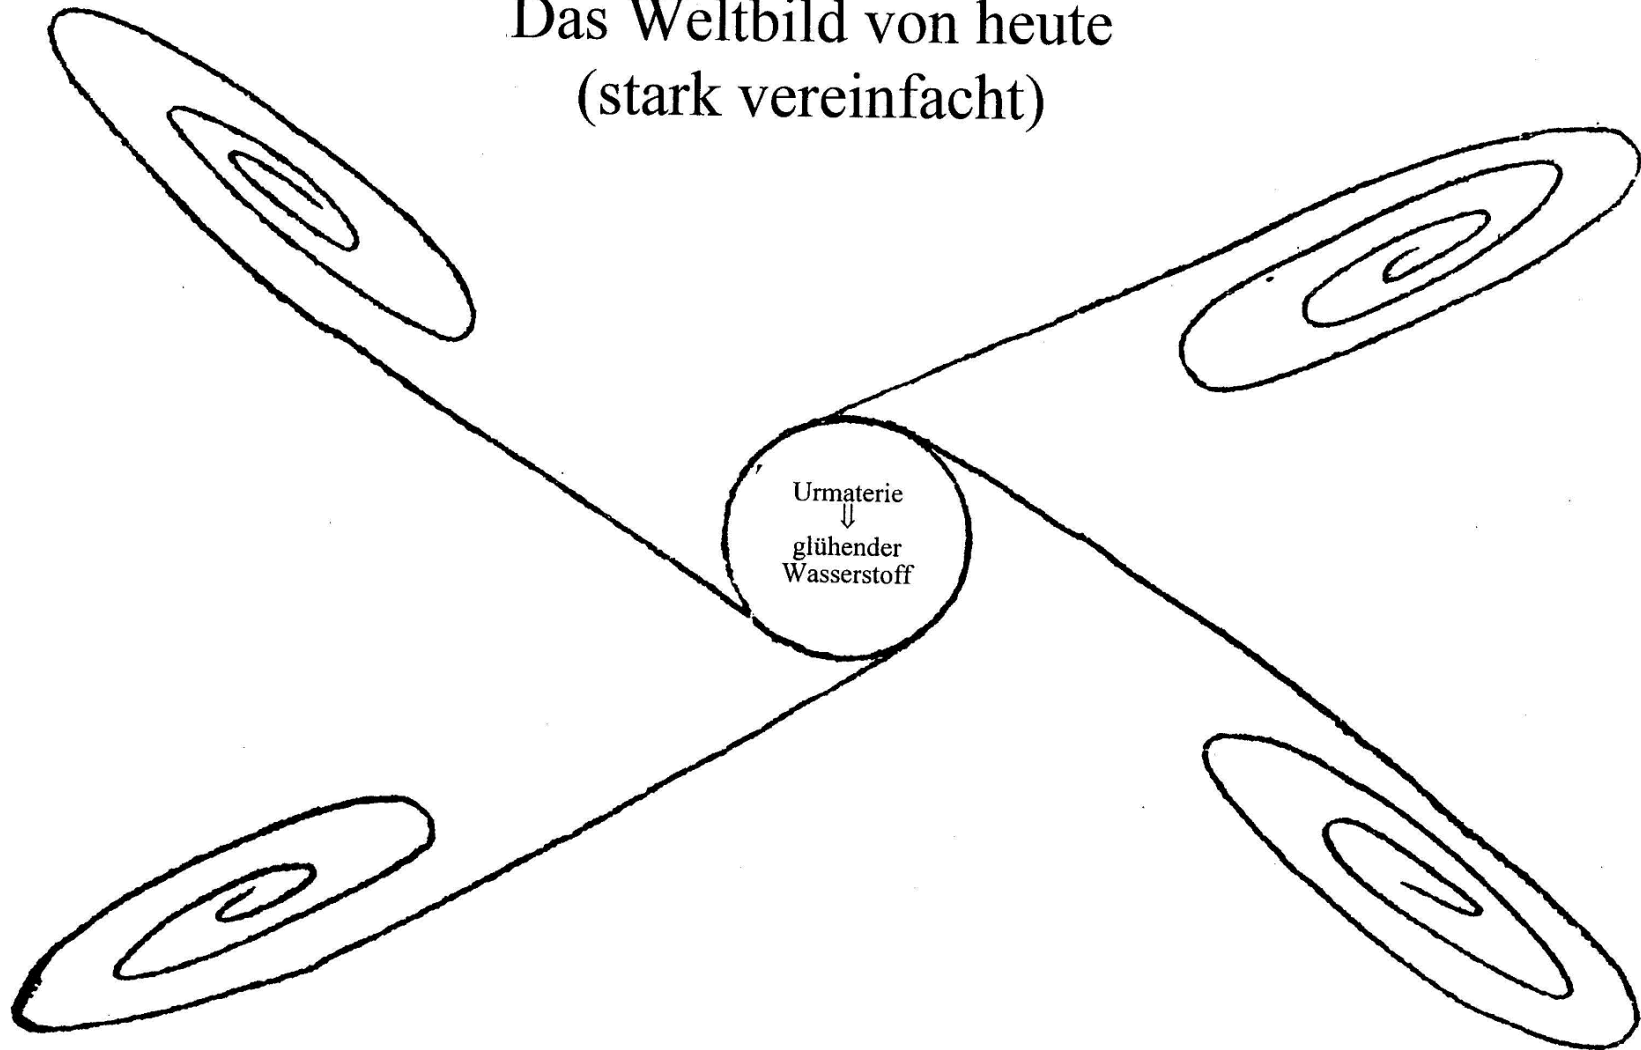 Das Weltbild von heute
(stark vereinfacht)
Urmaterie
⇓
glühender
Wasserstoff